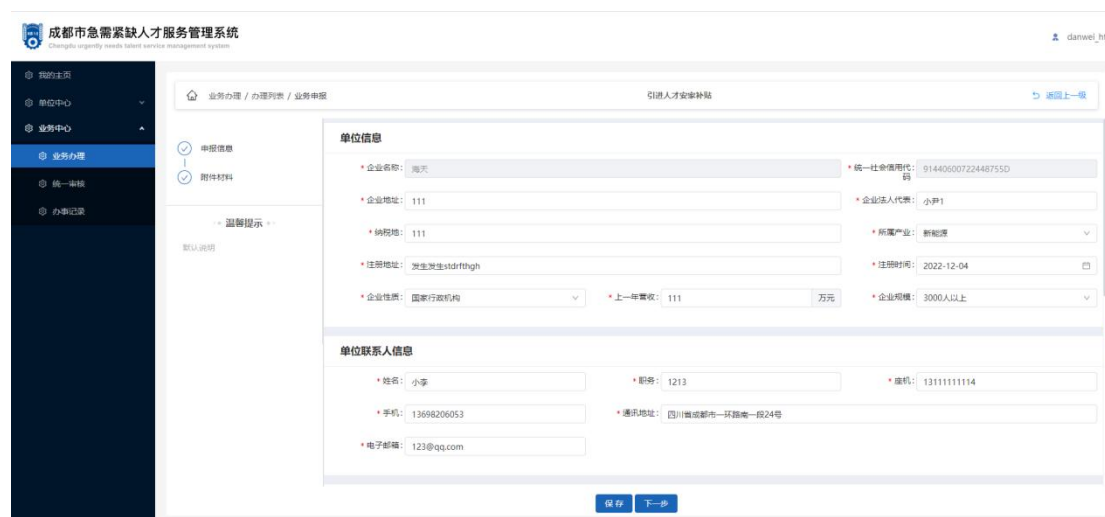 成都市急需紧缺人才服务管理系统
Chengdu urgently needs talent service management system
danwei_ht
我的主页
单位中心
业务中心
业务办理
统一审核
办事记录
业务办理 / 办理列表 / 业务申报
引进人才安家补贴
返回上一级
申报信息
附件材料
温馨提示
默认说明
单位信息
* 企业名称: 海天
* 统一社会信用代码: 91440600722448755D
* 企业地址: 111
* 企业法人代表: 小尹1
* 纳税地: 111
* 所属产业: 新能源
* 注册地址: 发生发生stdrfthgh
* 注册时间: 2022-12-04
* 企业性质: 国家行政机构
* 上一年营收: 111 万元
* 企业规模: 3000人以上
单位联系人信息
* 姓名: 小李
* 职务: 1213
* 座机: 13111111114
* 手机: 13698206053
* 通讯地址: 四川省成都市一环路南一段24号
* 电子邮箱: 123@qq.com
保存 下一步